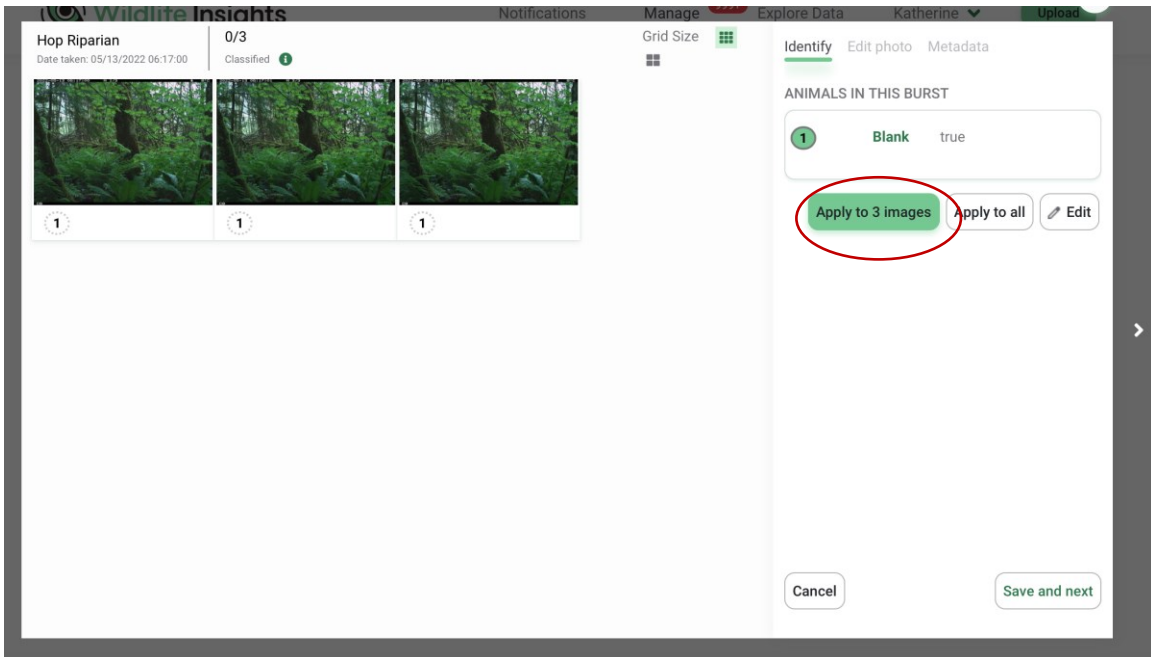 Wildlife Insights
Notifications
Manage
Explore Data
Katherine
Upload
Hop Riparian
Date taken: 05/13/2022 06:17:00
0/3
Classified
Grid Size
1
1
1
Identify Edit photo Metadata
ANIMALS IN THIS BURST
1 Blank true
Apply to 3 images Apply to all Edit
Cancel Save and next